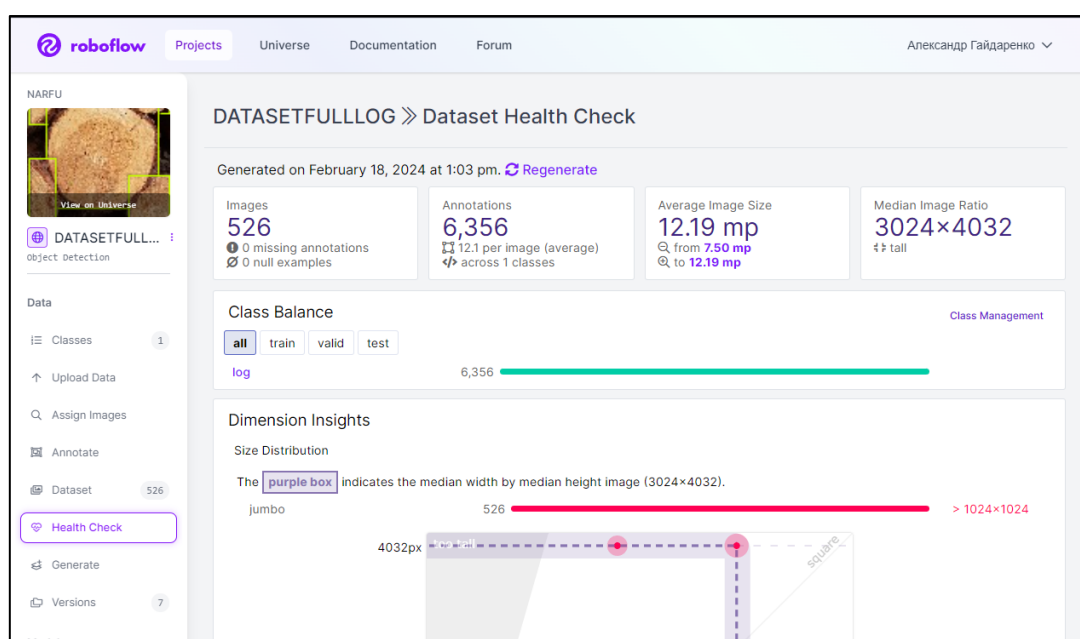 roboflow Projects Universe Documentation Forum Александр Гайдаренко
NARFU
View on Universe
DATASETFULL...
Object Detection
Data
Classes 1
Upload Data
Assign Images
Annotate
Dataset 526
Health Check
Generate
Versions 7
DATASETFULLLOG Dataset Health Check
Generated on February 18, 2024 at 1:03 pm. Regenerate
Images
526
0 missing annotations
0 null examples
Annotations
6,356
12.1 per image (average)
across 1 classes
Average Image Size
12.19 mp
from 7.50 mp
to 12.19 mp
Median Image Ratio
3024×4032
tall
Class Balance
Class Management
all train valid test
log 6,356
Dimension Insights
Size Distribution
The purple box indicates the median width by median height image (3024×4032).
jumbo 526 > 1024×1024
4032px too tall
square